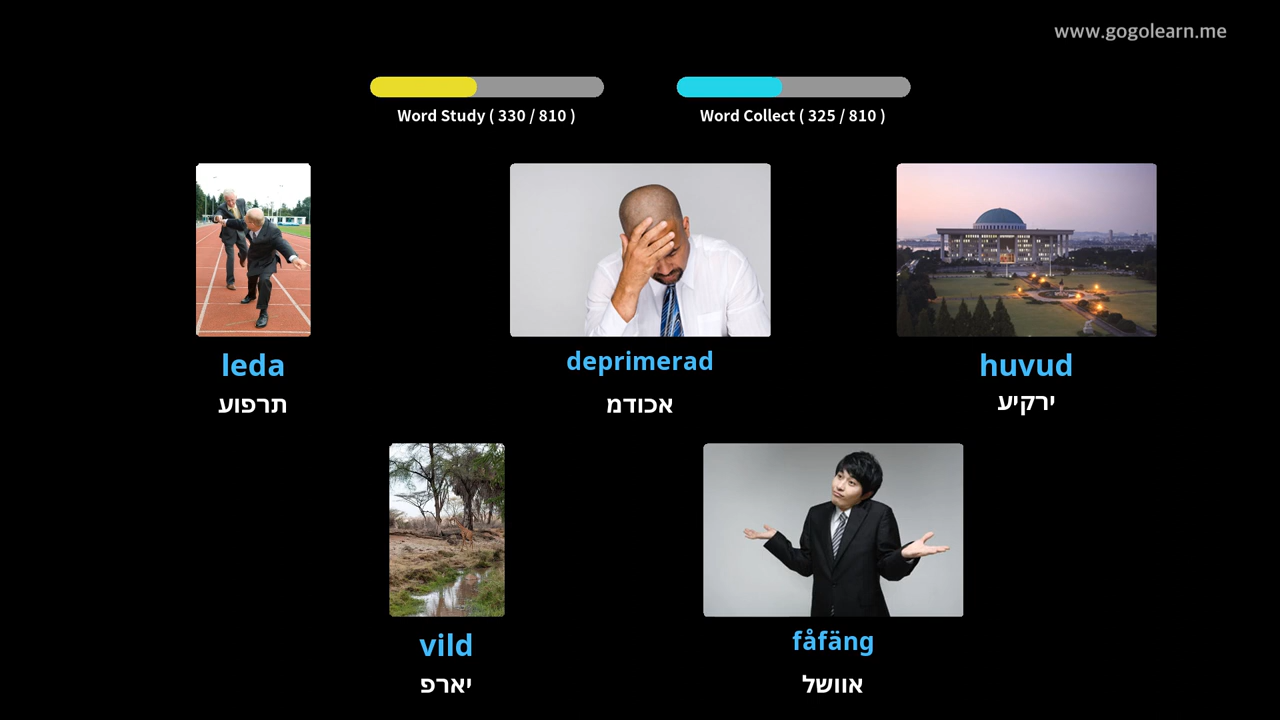 www.gogolearn.me
Word Study ( 330 / 810 )
Word Collect ( 325 / 810 )
leda
תרפוע
deprimerad
אכודמ
huvud
ירקיע
vild
יארפ
fåfäng
אוושל